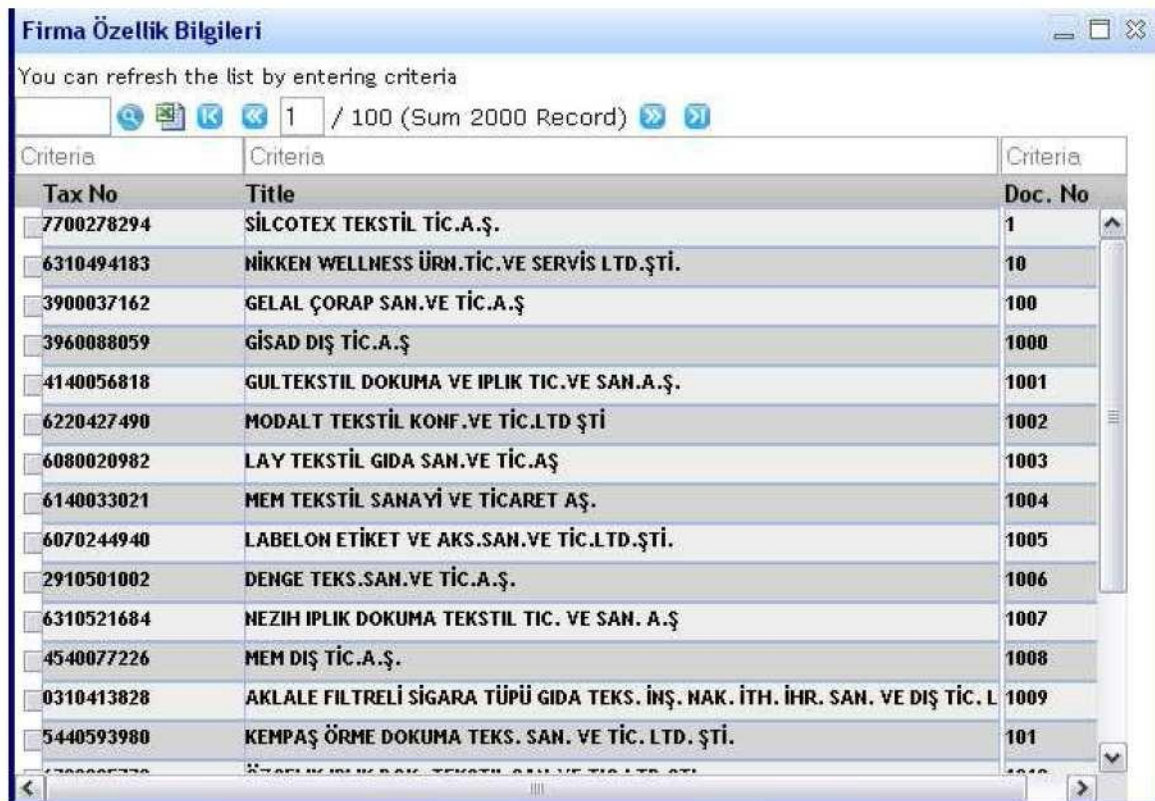 Firma Özellik Bilgileri
You can refresh the list by entering criteria
1 / 100 (Sum 2000 Record)
Criteria Criteria Criteria
Tax No Title Doc. No
7700278294 SİLCOTEX TEKSTİL TİC.A.Ş. 1
6310494183 NİKKEN WELLNESS ÜRN.TİC.VE SERVİS LTD.ŞTİ. 10
3900037162 GELAL ÇORAP SAN.VE TİC.A.Ş 100
3960088059 GİSAD DIŞ TİC.A.Ş 1000
4140056818 GULTEKSTIL DOKUMA VE IPLIK TIC.VE SAN.A.Ş. 1001
6220427490 MODALT TEKSTİL KONF.VE TİC.LTD ŞTİ 1002
6080020982 LAY TEKSTİL GIDA SAN.VE TİC.AŞ 1003
6140033021 MEM TEKSTİL SANAYİ VE TİCARET AŞ. 1004
6070244940 LABELON ETİKET VE AKS.SAN.VE TİC.LTD.ŞTİ. 1005
2910501002 DENGE TEKS.SAN.VE TİC.A.Ş. 1006
6310521684 NEZIH IPLIK DOKUMA TEKSTIL TIC. VE SAN. A.Ş 1007
4540077226 MEM DIŞ TİC.A.Ş. 1008
0310413828 AKLALE FILTRELİ SİGARA TÜPÜ GIDA TEKS. İNŞ. NAK. İTH. İHR. SAN. VE DIŞ TİC. L 1009
5440593980 KEMPAŞ ÖRME DOKUMA TEKS. SAN. VE TİC. LTD. ŞTİ. 101